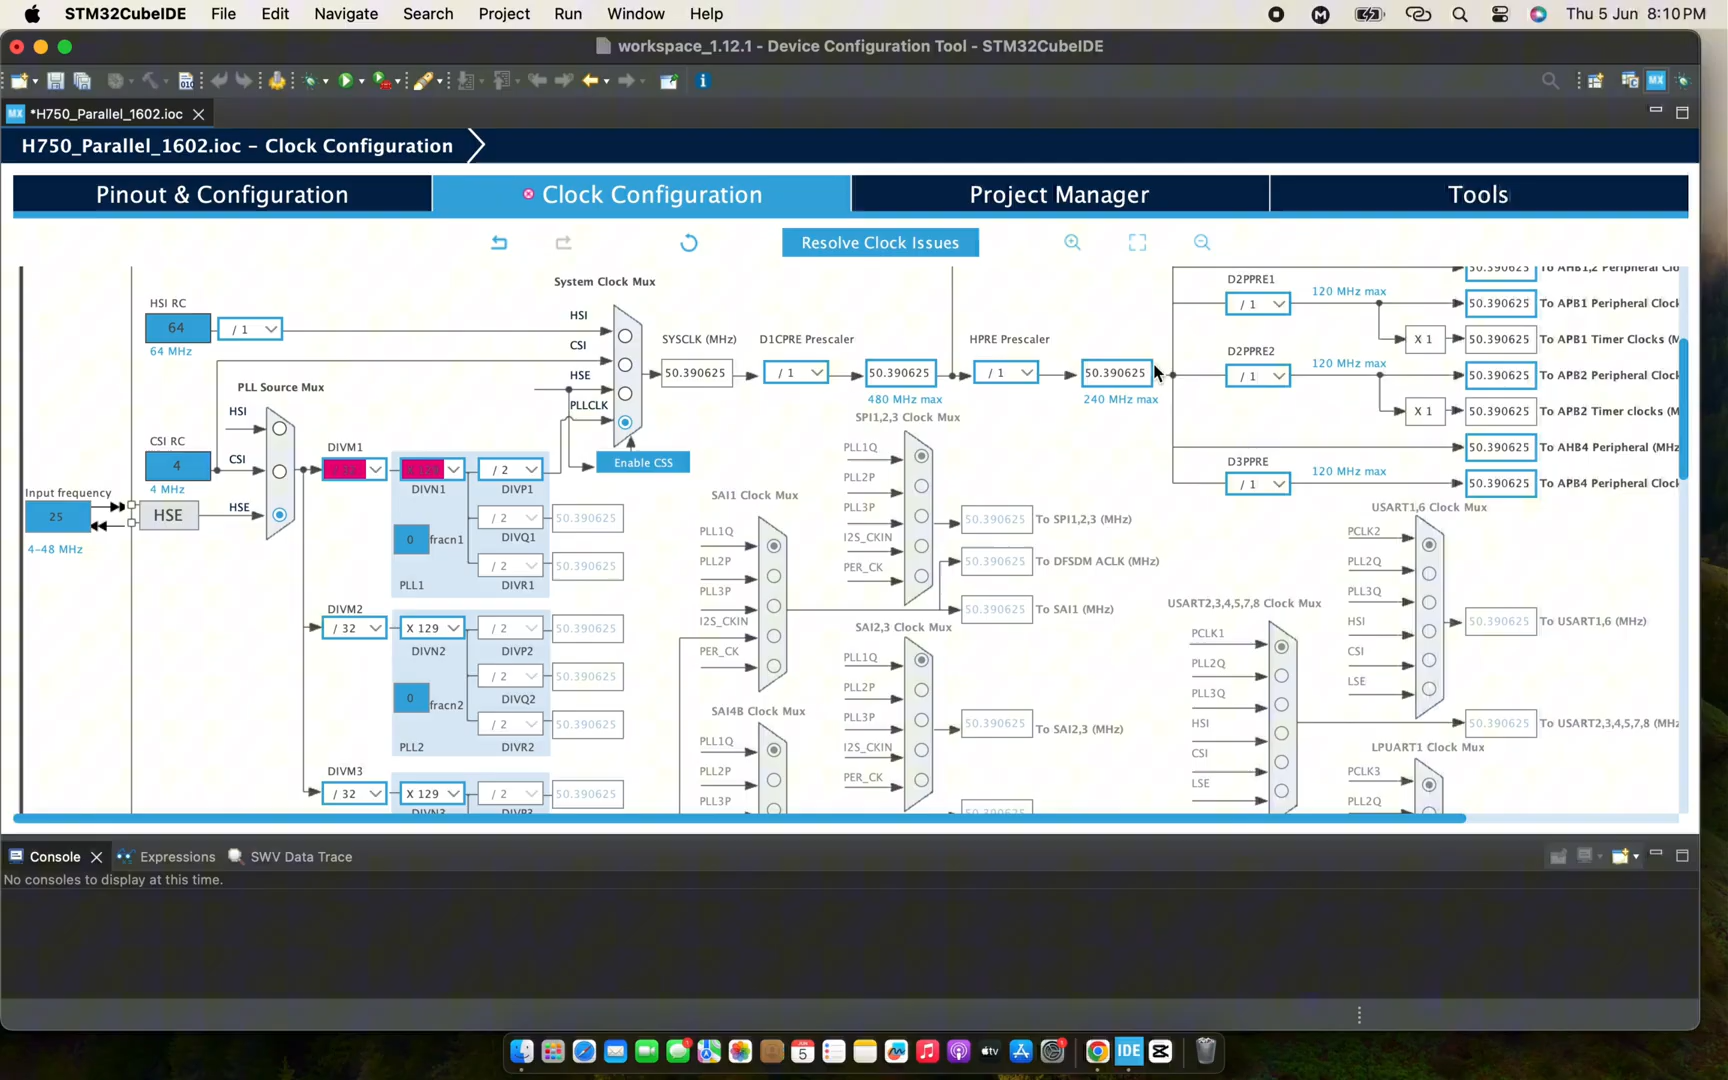 STM32CubeIDE File Edit Navigate Search Project Run Window Help Thu 5 Jun 8:10 PM
workspace_1.12.1 - Device Configuration Tool - STM32CubeIDE
MX *H750_Parallel_1602.ioc
H750_Parallel_1602.ioc - Clock Configuration
Pinout & Configuration Clock Configuration Project Manager Tools
Resolve Clock Issues
System Clock Mux
HSI RC
64
64 MHz
/ 1
HSI
CSI
HSE
PLLCLK
Enable CSS
SYSCLK (MHz)
50.390625
D1CPRE Prescaler
/ 1
50.390625
480 MHz max
HPRE Prescaler
/ 1
50.390625
240 MHz max
50.390625 To AHB1,2 Peripheral Clo
D2PPRE1
/ 1
120 MHz max
50.390625 To APB1 Peripheral Clock
X 1 50.390625 To APB1 Timer Clocks (M
D2PPRE2
/ 1
120 MHz max
50.390625 To APB2 Peripheral Clock
X 1 50.390625 To APB2 Timer clocks (M
50.390625 To AHB4 Peripheral (MHz
D3PPRE
/ 1
120 MHz max
50.390625 To APB4 Peripheral Clock
PLL Source Mux
HSI
CSI
HSE
CSI RC
4
4 MHz
Input frequency
25
4-48 MHz
HSE
DIVM1
DIVN1
/ 2
DIVP1
/ 2 50.390625
DIVQ1
0 fracn1
/ 2 50.390625
DIVR1
PLL1
DIVM2
/ 32 X 129 / 2 50.390625
DIVN2 DIVP2
/ 2 50.390625
DIVQ2
0 fracn2
/ 2 50.390625
DIVR2
PLL2
DIVM3
/ 32 X 129 / 2 50.390625
DIVN3 DIVP3
SPI1,2,3 Clock Mux
PLL1Q
PLL2P
PLL3P
I2S_CKIN
PER_CK
50.390625 To SPI1,2,3 (MHz)
50.390625 To DFSDM ACLK (MHz)
SAI1 Clock Mux
PLL1Q
PLL2P
PLL3P
I2S_CKIN
PER_CK
50.390625 To SAI1 (MHz)
SAI2,3 Clock Mux
PLL1Q
PLL2P
PLL3P
I2S_CKIN
PER_CK
50.390625 To SAI2,3 (MHz)
SAI4B Clock Mux
PLL1Q
PLL2P
PLL3P
50.390625
USART1,6 Clock Mux
PCLK2
PLL2Q
PLL3Q
HSI
CSI
LSE
50.390625 To USART1,6 (MHz)
USART2,3,4,5,7,8 Clock Mux
PCLK1
PLL2Q
PLL3Q
HSI
CSI
LSE
50.390625 To USART2,3,4,5,7,8 (MHz
LPUART1 Clock Mux
PCLK3
PLL2Q
Console Expressions SWV Data Trace
No consoles to display at this time.
IDE